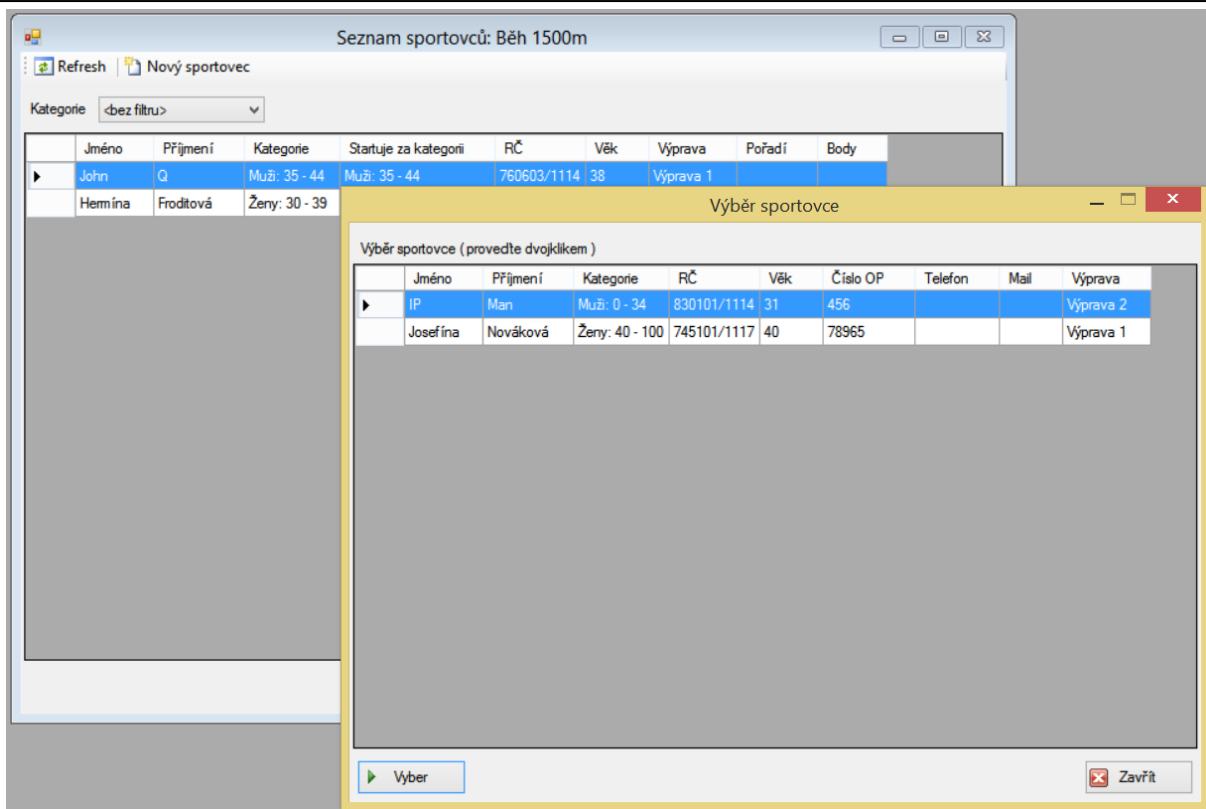 Seznam sportovců: Běh 1500m
Refresh Nový sportovec
Kategorie <bez filtru>
Jméno Příjmení Kategorie Startuje za kategorii RČ Věk Výprava Pořadí Body
John Q Muži: 35 - 44 Muži: 35 - 44 760603/1114 38 Výprava 1
Hermína Froditová Ženy: 30 - 39
Výběr sportovce
Výběr sportovce ( proveďte dvojklikem )
Jméno Příjmení Kategorie RČ Věk Číslo OP Telefon Mail Výprava
IP Man Muži: 0 - 34 830101/1114 31 456 Výprava 2
Josefína Nováková Ženy: 40 - 100 745101/1117 40 78965 Výprava 1
Vyber Zavřít